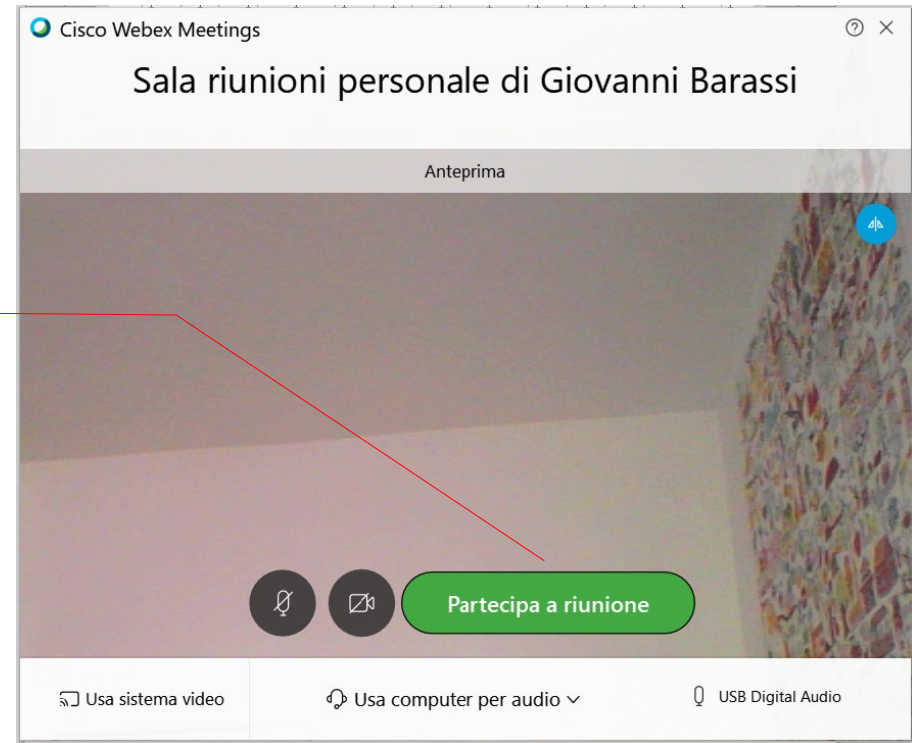 Cisco Webex Meetings
Sala riunioni personale di Giovanni Barassi
Anteprima
Partecipa a riunione
Usa sistema video
Usa computer per audio
USB Digital Audio